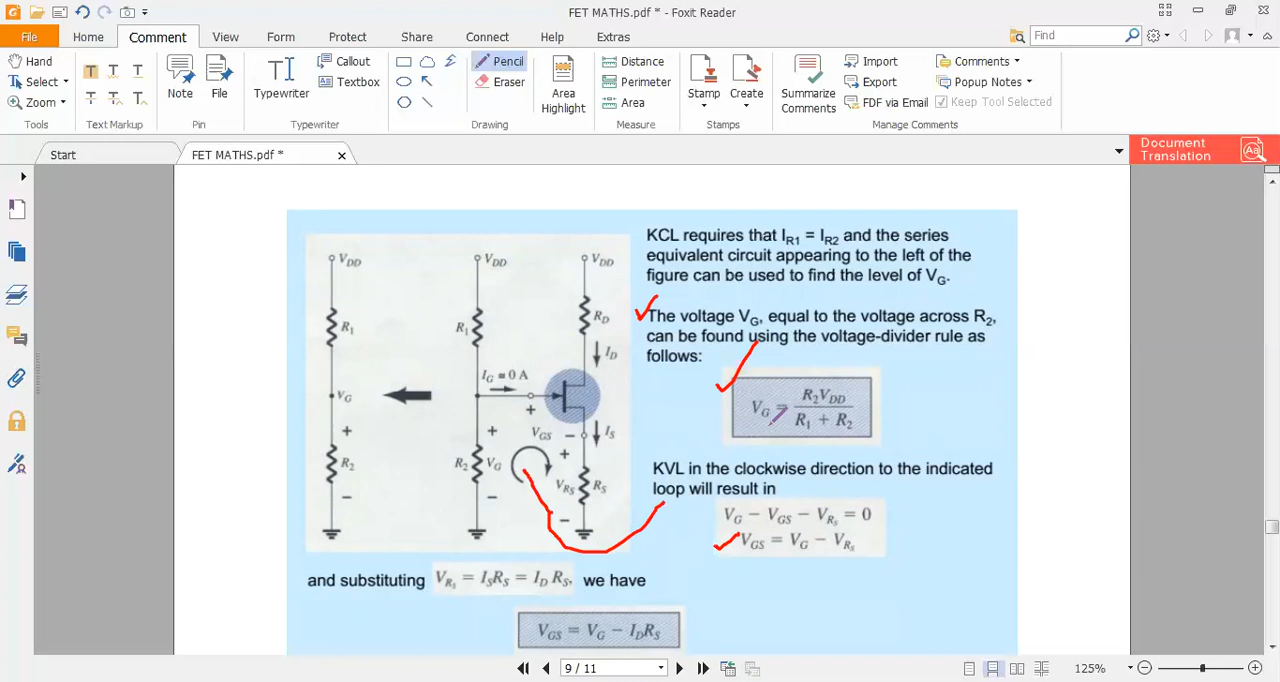 FET MATHS.pdf * - Foxit Reader
File Home Comment View Form Protect Share Connect Help Extras Find
Hand
Select
Zoom
Tools
T T T
T T T
Text Markup
Note
File
Pin
Typewriter
Callout
Textbox
Typewriter
Pencil
Eraser
Drawing
Area
Highlight
Distance
Perimeter
Area
Measure
Stamp
Create
Stamps
Summarize
Comments
Import
Export
FDF via Email
Comments
Popup Notes
Keep Tool Selected
Manage Comments
Start
FET MATHS.pdf *
Document
Translation
Aa
V_DD
R_1
V_G
+
R_2
−
V_DD
R_1
I_G ≅ 0 A
+
V_GS −
+
R_2 V_G
−
V_DD
R_D
I_D
I_S
+
V_RS R_S
−
KCL requires that I_R1 = I_R2 and the series
equivalent circuit appearing to the left of the
figure can be used to find the level of V_G.
The voltage V_G, equal to the voltage across R_2,
can be found using the voltage-divider rule as
follows:
V_G = R_2V_DD / R_1 + R_2
KVL in the clockwise direction to the indicated
loop will result in
V_G − V_GS − V_RS = 0
V_GS = V_G − V_RS
and substituting V_RS = I_SR_S = I_D R_S, we have
V_GS = V_G − I_DR_S
9 / 11
125%